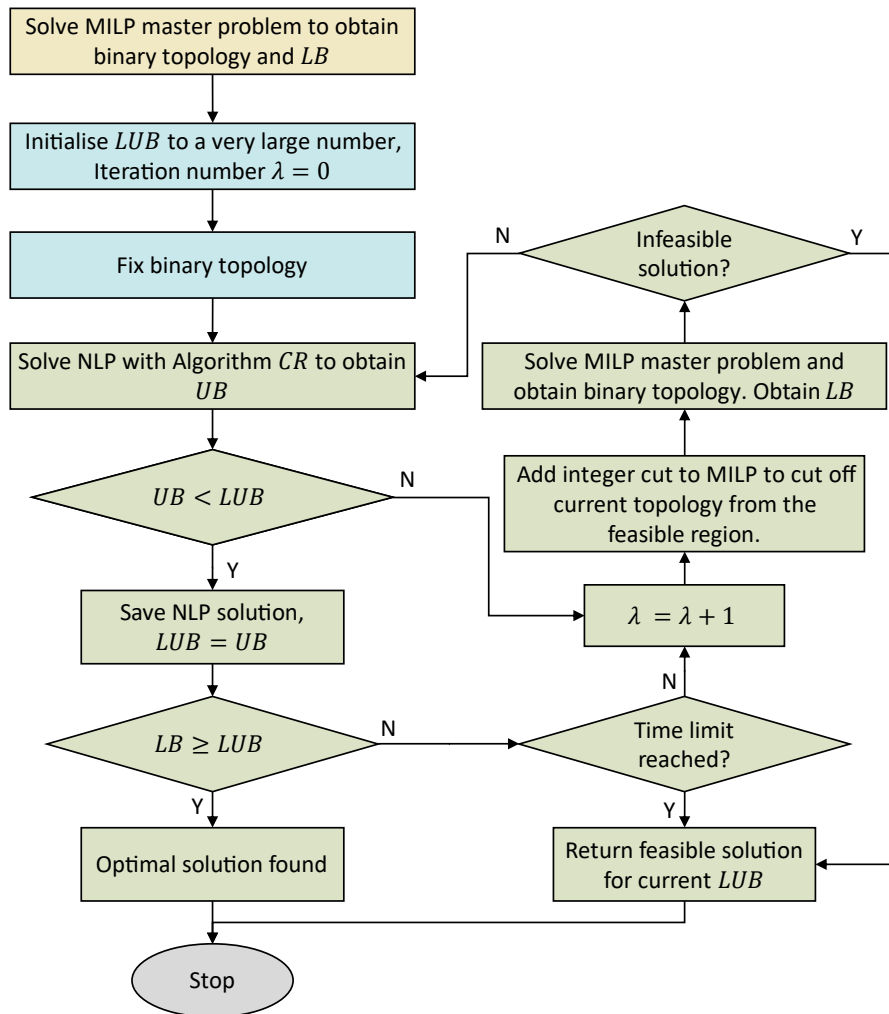 Solve MILP master problem to obtain
binary topology and LB
Initialise LUB to a very large number,
Iteration number λ = 0
Fix binary topology
Solve NLP with Algorithm CR to obtain
UB
UB < LUB
N
Y
Save NLP solution,
LUB = UB
LB ≥ LUB
N
Y
Optimal solution found
Stop
Infeasible
solution?
N
Y
Solve MILP master problem and
obtain binary topology. Obtain LB
Add integer cut to MILP to cut off
current topology from the
feasible region.
λ = λ + 1
N
Time limit
reached?
Y
Return feasible solution
for current LUB